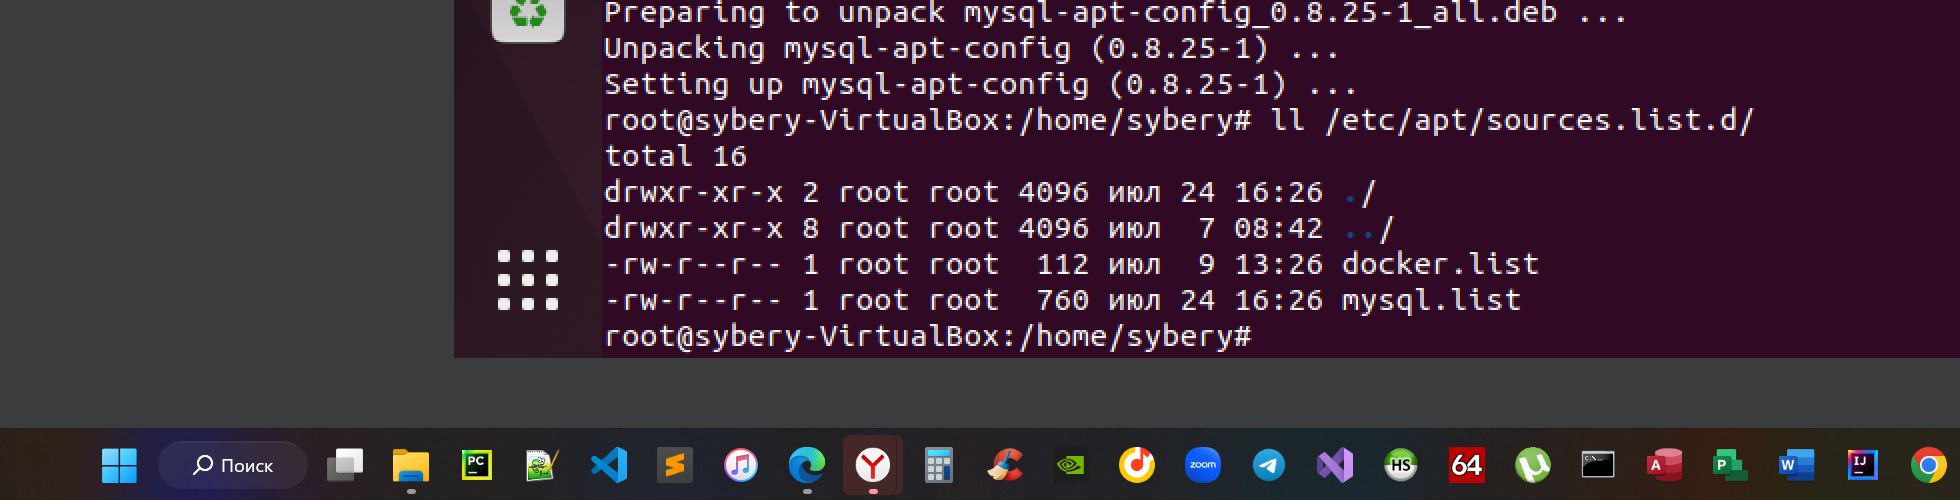 Preparing to unpack mysql-apt-config_0.8.25-1_all.deb ...
Unpacking mysql-apt-config (0.8.25-1) ...
Setting up mysql-apt-config (0.8.25-1) ...
root@sybery-VirtualBox:/home/sybery# ll /etc/apt/sources.list.d/
total 16
drwxr-xr-x 2 root root 4096 июл 24 16:26 ./
drwxr-xr-x 8 root root 4096 июл  7 08:42 ../
-rw-r--r-- 1 root root  112 июл  9 13:26 docker.list
-rw-r--r-- 1 root root  760 июл 24 16:26 mysql.list
root@sybery-VirtualBox:/home/sybery#
Поиск
PC
zoom
HS
64
A
P
W
IJ